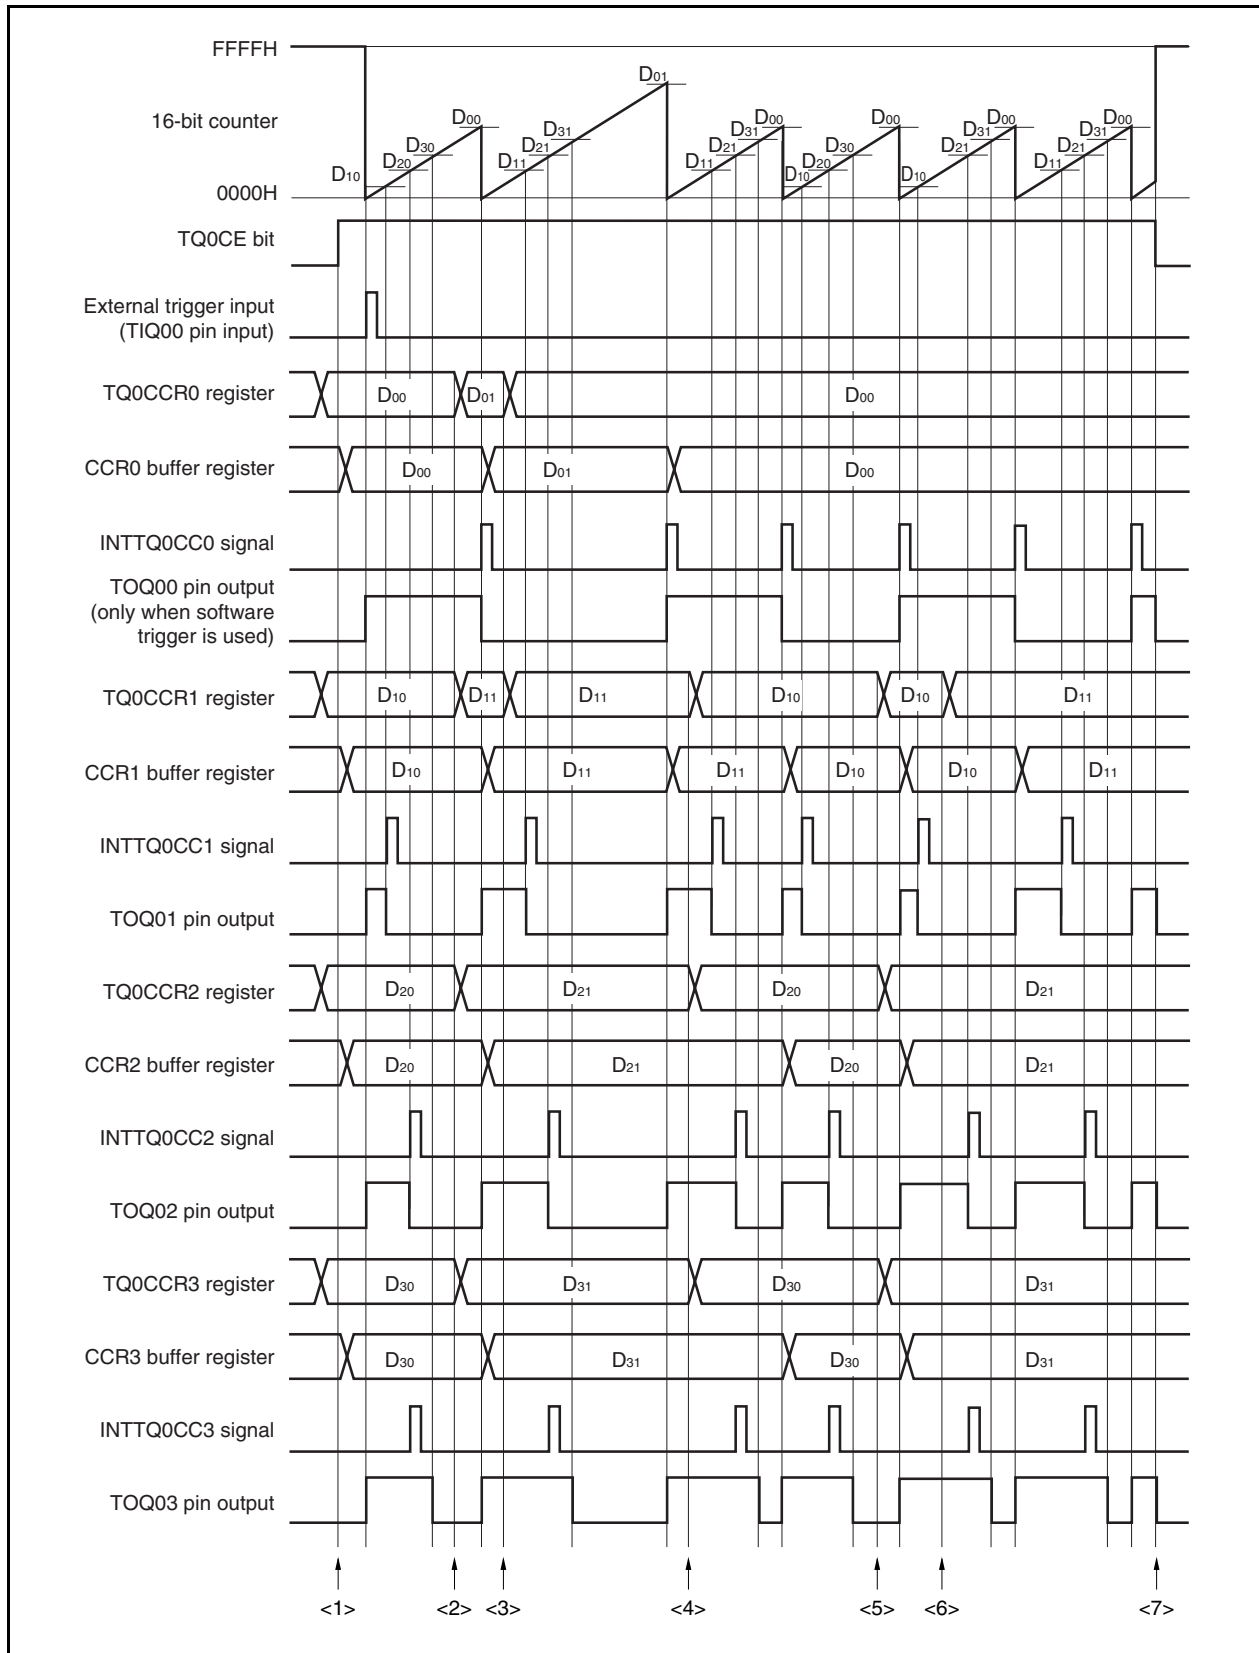 FFFFH
16-bit counter
0000H
D10 D20 D30 D00 D11 D21 D31 D01 D11 D21 D31 D00 D10 D20 D30 D00 D10 D21 D31 D00 D11 D21 D31 D00
TQ0CE bit
External trigger input
(TIQ00 pin input)
TQ0CCR0 register D00 D01 D00
CCR0 buffer register D00 D01 D00
INTTQ0CC0 signal
TOQ00 pin output
(only when software
trigger is used)
TQ0CCR1 register D10 D11 D11 D10 D10 D11
CCR1 buffer register D10 D11 D11 D10 D10 D11
INTTQ0CC1 signal
TOQ01 pin output
TQ0CCR2 register D20 D21 D20 D21
CCR2 buffer register D20 D21 D20 D21
INTTQ0CC2 signal
TOQ02 pin output
TQ0CCR3 register D30 D31 D30 D31
CCR3 buffer register D30 D31 D30 D31
INTTQ0CC3 signal
TOQ03 pin output
<1> <2> <3> <4> <5> <6> <7>